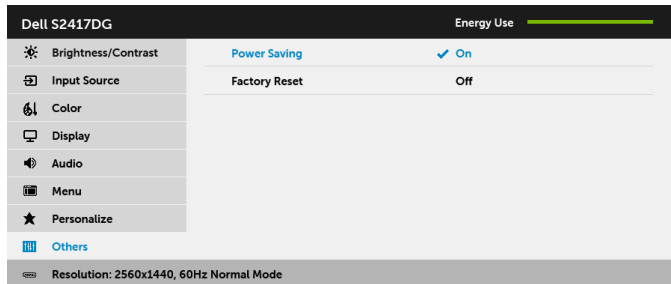 Dell S2417DG Energy Use
Brightness/Contrast Power Saving On
Input Source Factory Reset Off
Color
Display
Audio
Menu
Personalize
Others
Resolution: 2560x1440, 60Hz Normal Mode